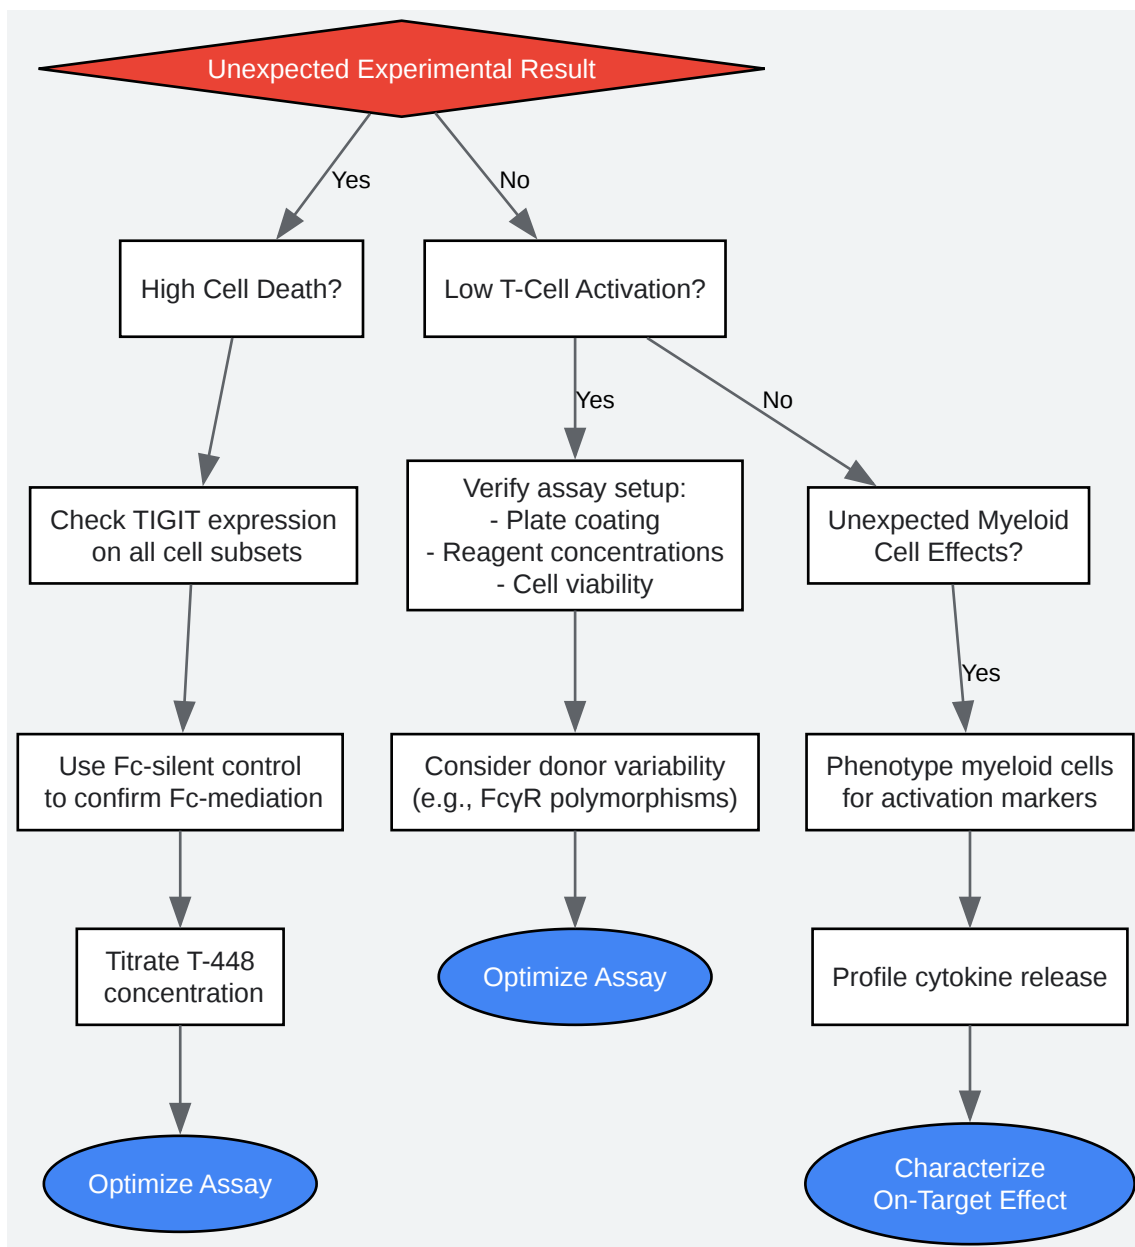 Unexpected Experimental Result
Yes
No
High Cell Death?
Low T-Cell Activation?
Yes
No
Check TIGIT expression
on all cell subsets
Verify assay setup:
- Plate coating
- Reagent concentrations
- Cell viability
Unexpected Myeloid
Cell Effects?
Yes
Use Fc-silent control
to confirm Fc-mediation
Consider donor variability
(e.g., FcγR polymorphisms)
Phenotype myeloid cells
for activation markers
Titrate T-448
concentration
Optimize Assay
Profile cytokine release
Optimize Assay
Characterize
On-Target Effect